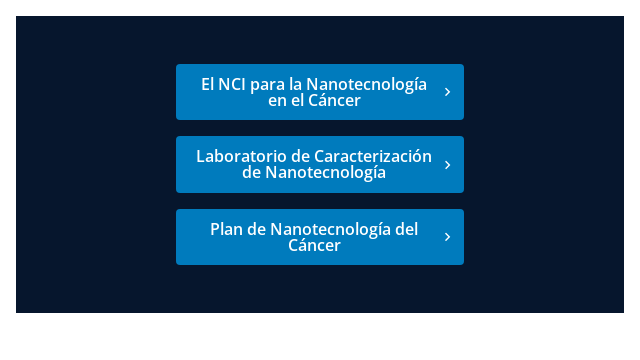 El NCI para la Nanotecnología
en el Cáncer
Laboratorio de Caracterización
de Nanotecnología
Plan de Nanotecnología del
Cáncer